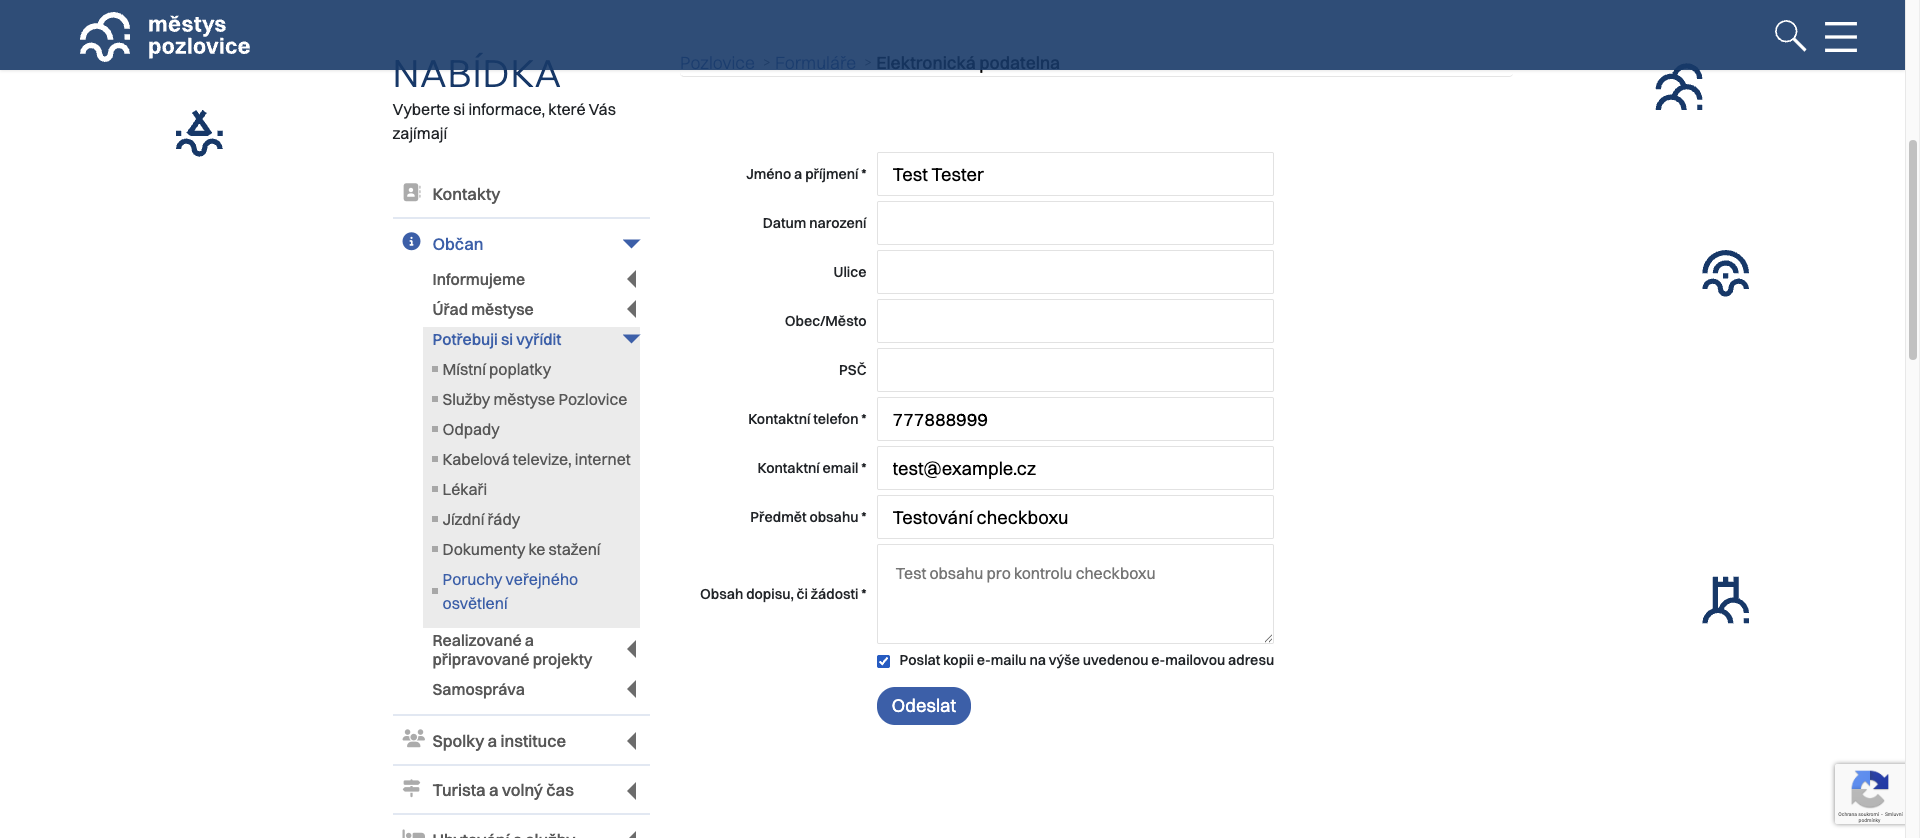 městys
pozlovice
NABÍDKA
Vyberte si informace, které Vás
zajímají
Kontakty
Občan
Informujeme
Úřad městyse
Potřebuji si vyřídit
Místní poplatky
Služby městyse Pozlovice
Odpady
Kabelová televize, internet
Lékaři
Jízdní řády
Dokumenty ke stažení
Poruchy veřejného
osvětlení
Realizované a
připravované projekty
Samospráva
Spolky a instituce
Turista a volný čas
Ubytování a služby
Pozlovice > Formuláře > Elektronická podatelna
Jméno a příjmení * Test Tester
Datum narození
Ulice
Obec/Město
PSČ
Kontaktní telefon * 777888999
Kontaktní email * test@example.cz
Předmět obsahu * Testování checkboxu
Obsah dopisu, či žádosti * Test obsahu pro kontrolu checkboxu
Poslat kopii e-mailu na výše uvedenou e-mailovou adresu
Odeslat
Ochrana soukromí - Smluvní
podmínky